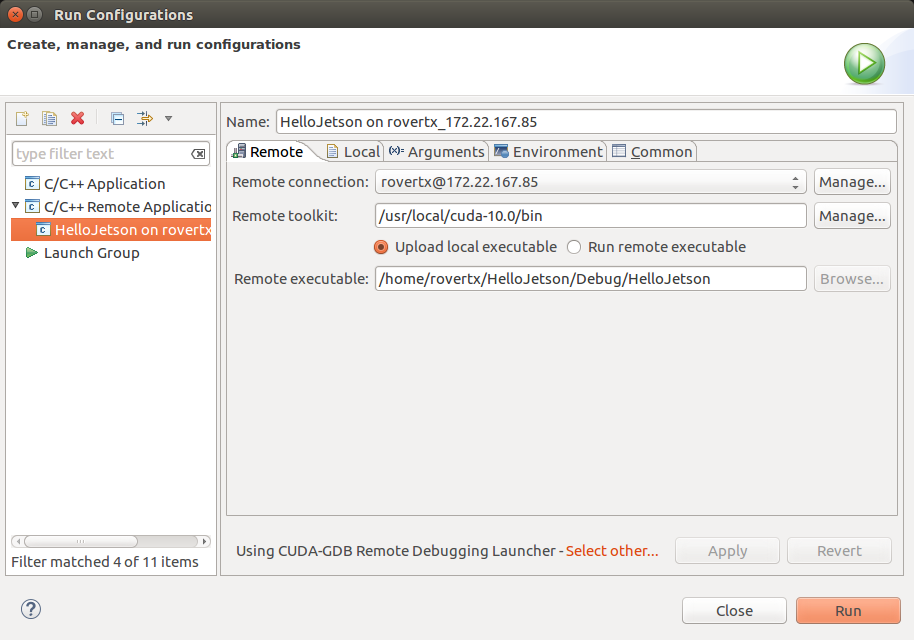 Run Configurations
Create, manage, and run configurations
type filter text
C/C++ Application
C/C++ Remote Applicatio
HelloJetson on rovertx
Launch Group
Filter matched 4 of 11 items
Name: HelloJetson on rovertx_172.22.167.85
Remote Local (x)= Arguments Environment Common
Remote connection: rovertx@172.22.167.85 Manage...
Remote toolkit: /usr/local/cuda-10.0/bin Manage...
Upload local executable Run remote executable
Remote executable: /home/rovertx/HelloJetson/Debug/HelloJetson Browse...
Using CUDA-GDB Remote Debugging Launcher - Select other... Apply Revert
? Close Run